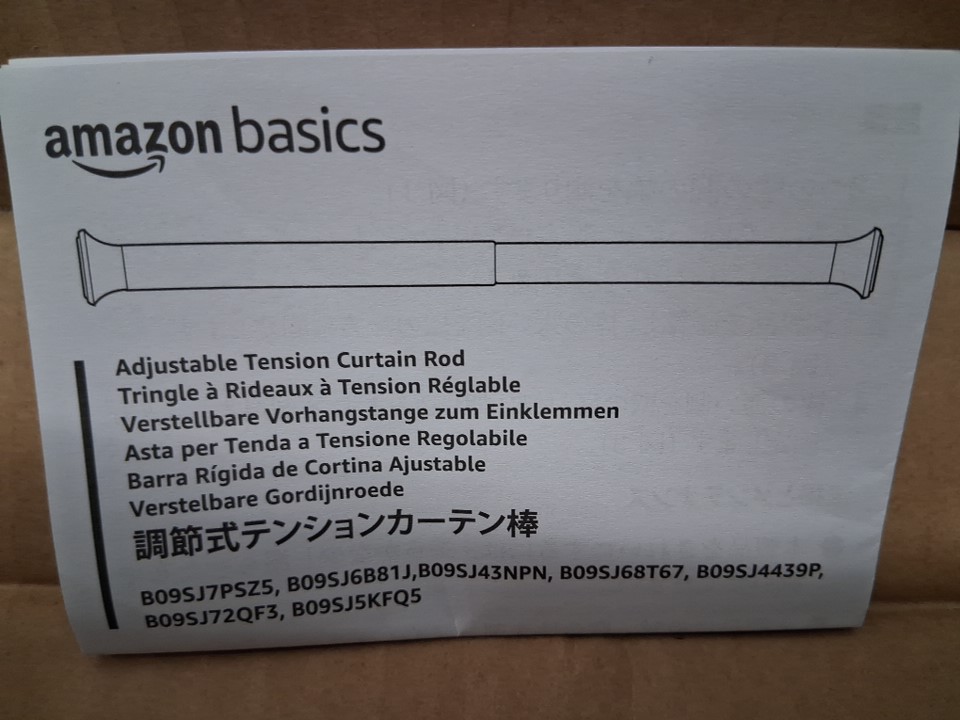 amazon basics
Adjustable Tension Curtain Rod
Tringle à Rideaux à Tension Réglable
Verstellbare Vorhangstange zum Einklemmen
Asta per Tenda a Tensione Regolabile
Barra Rígida de Cortina Ajustable
Verstelbare Gordijnroede
調節式テンションカーテン棒
B09SJ7PSZ5, B09SJ6B81J,B09SJ43NPN, B09SJ68T67, B09SJ4439P,
B09SJ72QF3, B09SJ5KFQ5